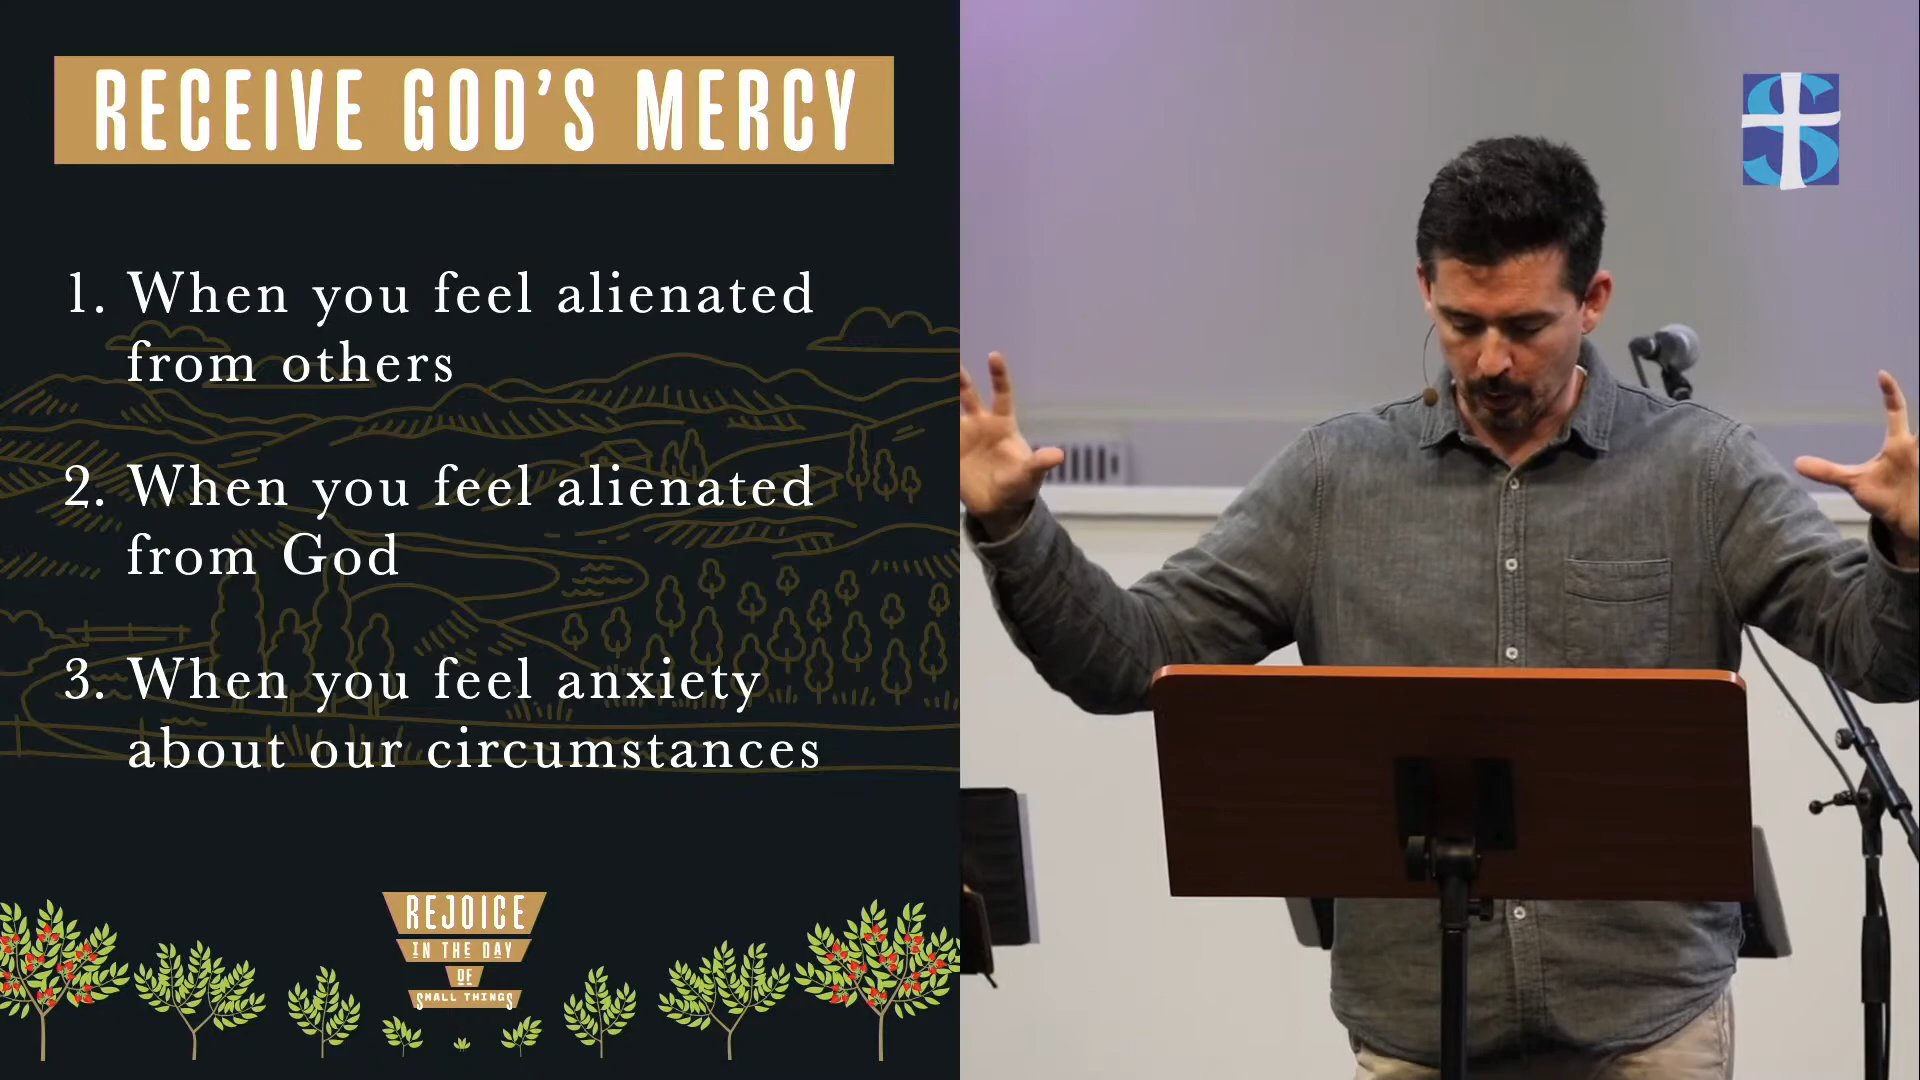 RECEIVE GOD'S MERCY
1. When you feel alienated
from others
2. When you feel alienated
from God
3. When you feel anxiety
about our circumstances
REJOICE
IN THE DAY
OF
SMALL THINGS
S